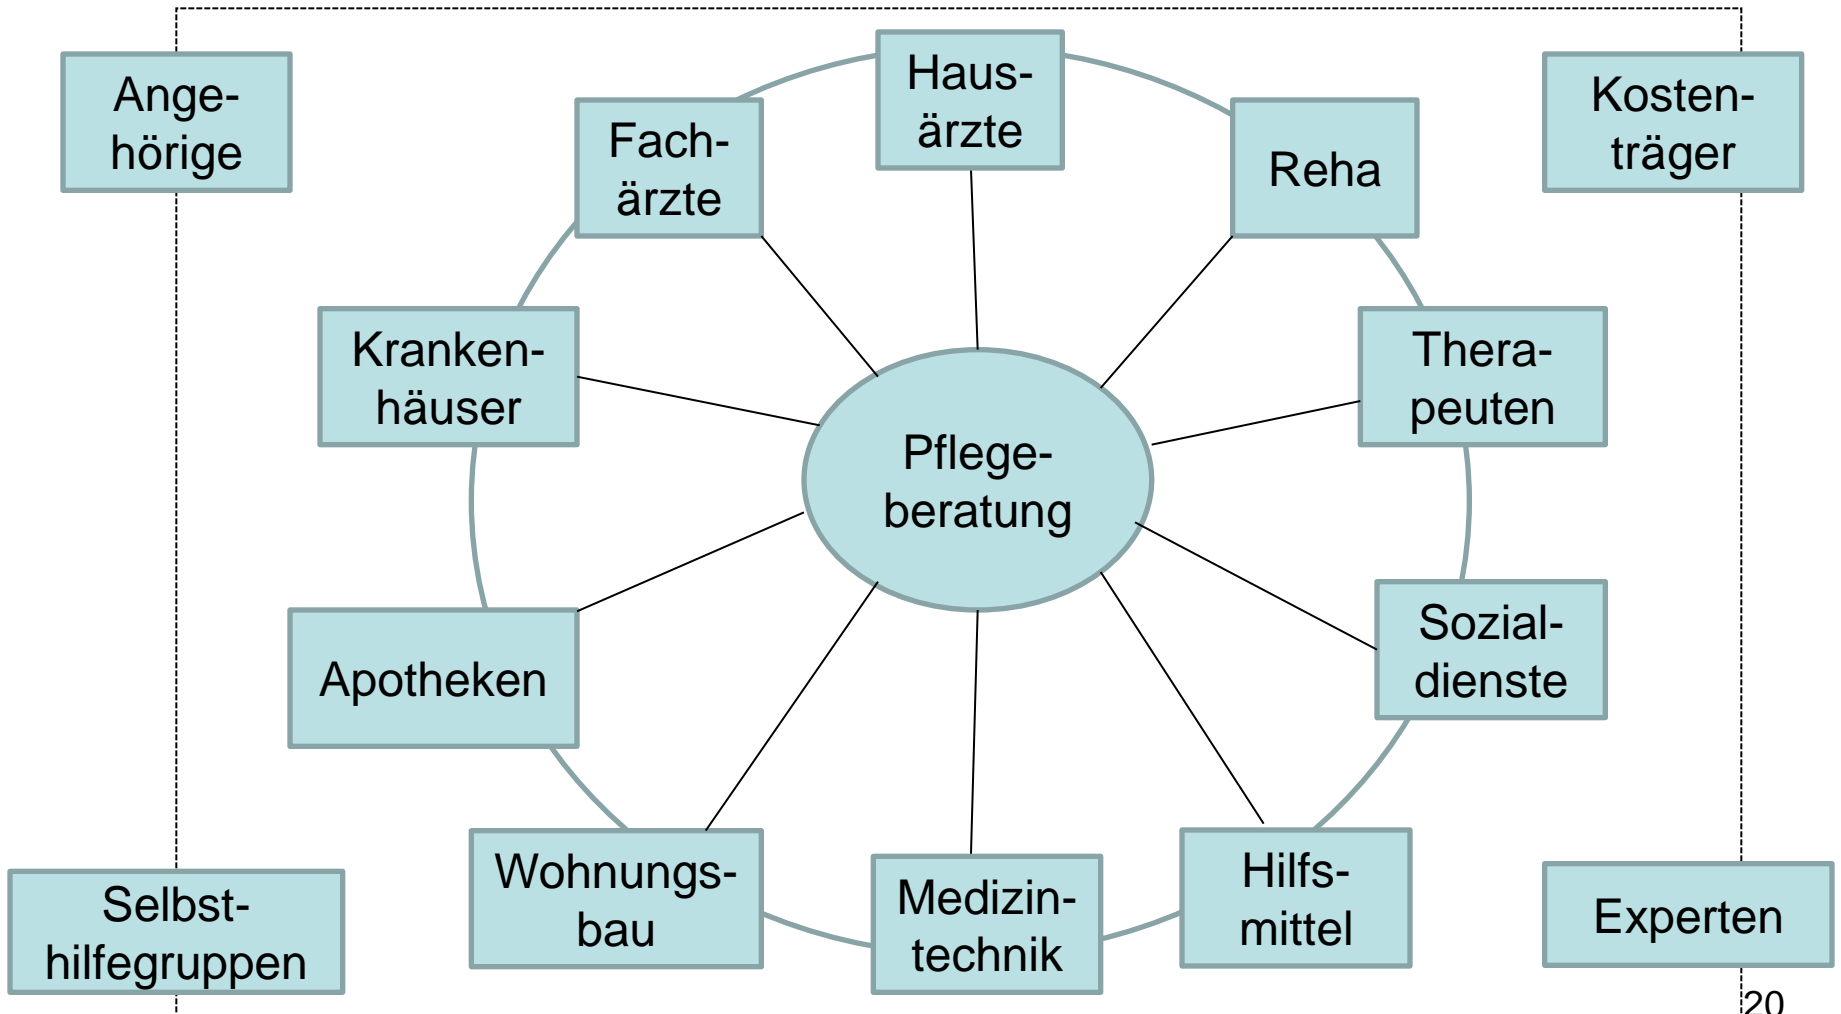 Ange-
hörige
Haus-
ärzte
Kosten-
träger
Fach-
ärzte
Reha
Kranken-
häuser
Thera-
peuten
Pflege-
beratung
Apotheken
Sozial-
dienste
Wohnungs-
bau
Medizin-
technik
Hilfs-
mittel
Selbst-
hilfegruppen
Experten
20